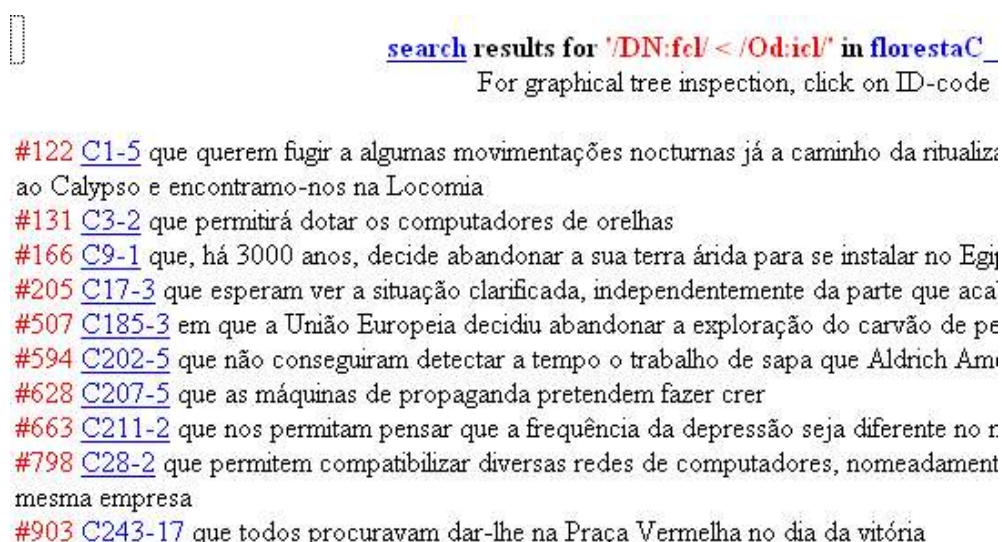 search results for '/DN:fcl/ < /Od:icl/' in florestaC_
For graphical tree inspection, click on ID-code
#122 C1-5 que querem fugir a algumas movimentações nocturnas já a caminho da
ao Calypso e encontramo-nos na Locomia
#131 C3-2 que permitirá dotar os computadores de orelhas
#166 C9-1 que, há 3000 anos, decide abandonar a sua terra árida para se instalar no
#205 C17-3 que esperam ver a situação clarificada, independentemente da parte que
#507 C185-3 em que a União Europeia decidiu abandonar a exploração do carvão de
#594 C202-5 que não conseguiram detectar a tempo o trabalho de sapa que Aldrich
#628 C207-5 que as máquinas de propaganda pretendem fazer crer
#663 C211-2 que nos permitam pensar que a frequência da depressão seja diferente no
#798 C28-2 que permitem compatibilizar diversas redes de computadores,
mesma empresa
#903 C243-17 que todos procuravam dar-lhe na Praça Vermelha no dia da vitória